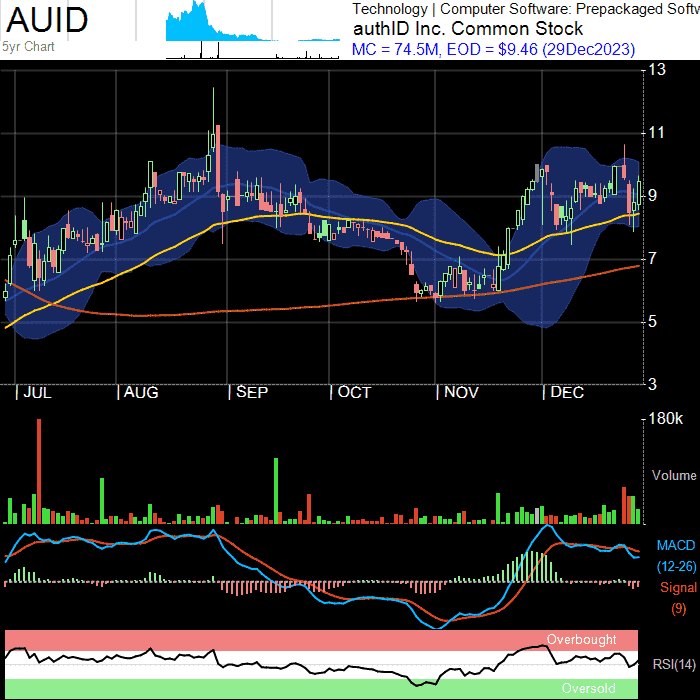 AUID
5yr Chart
Technology | Computer Software: Prepackaged Softw
authID Inc. Common Stock
MC = 74.5M, EOD = $9.46 (29Dec2023)
13
11
9
7
5
3
JUL
AUG
SEP
OCT
NOV
DEC
180k
Volume
MACD
(12-26)
Signal
(9)
Overbought
RSI(14)
Oversold